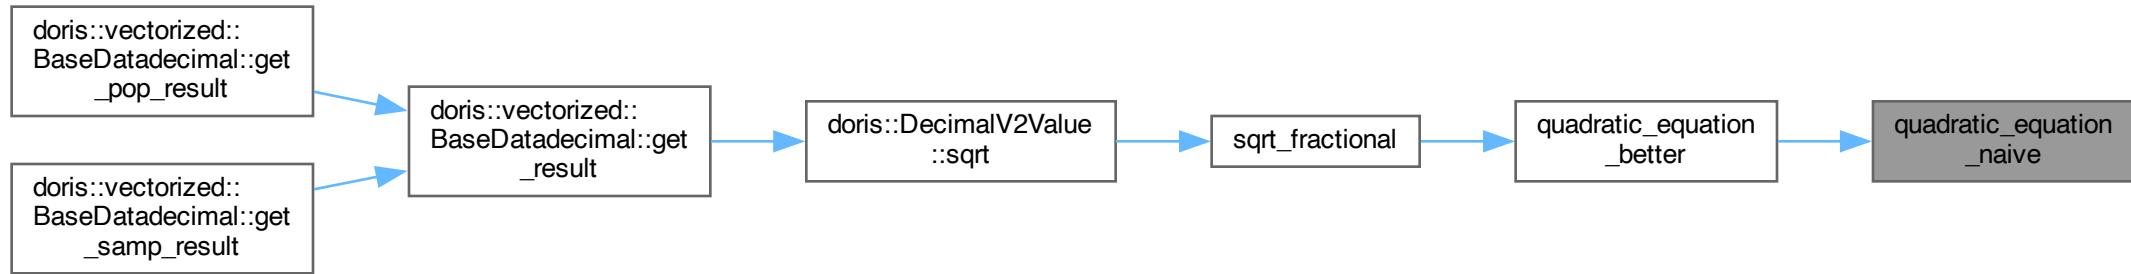 doris::vectorized::
BaseDatadecimal::get
_pop_result
doris::vectorized::
BaseDatadecimal::get
_samp_result
doris::vectorized::
BaseDatadecimal::get
_result
doris::DecimalV2Value
::sqrt
sqrt_fractional
quadratic_equation
_better
quadratic_equation
_naive